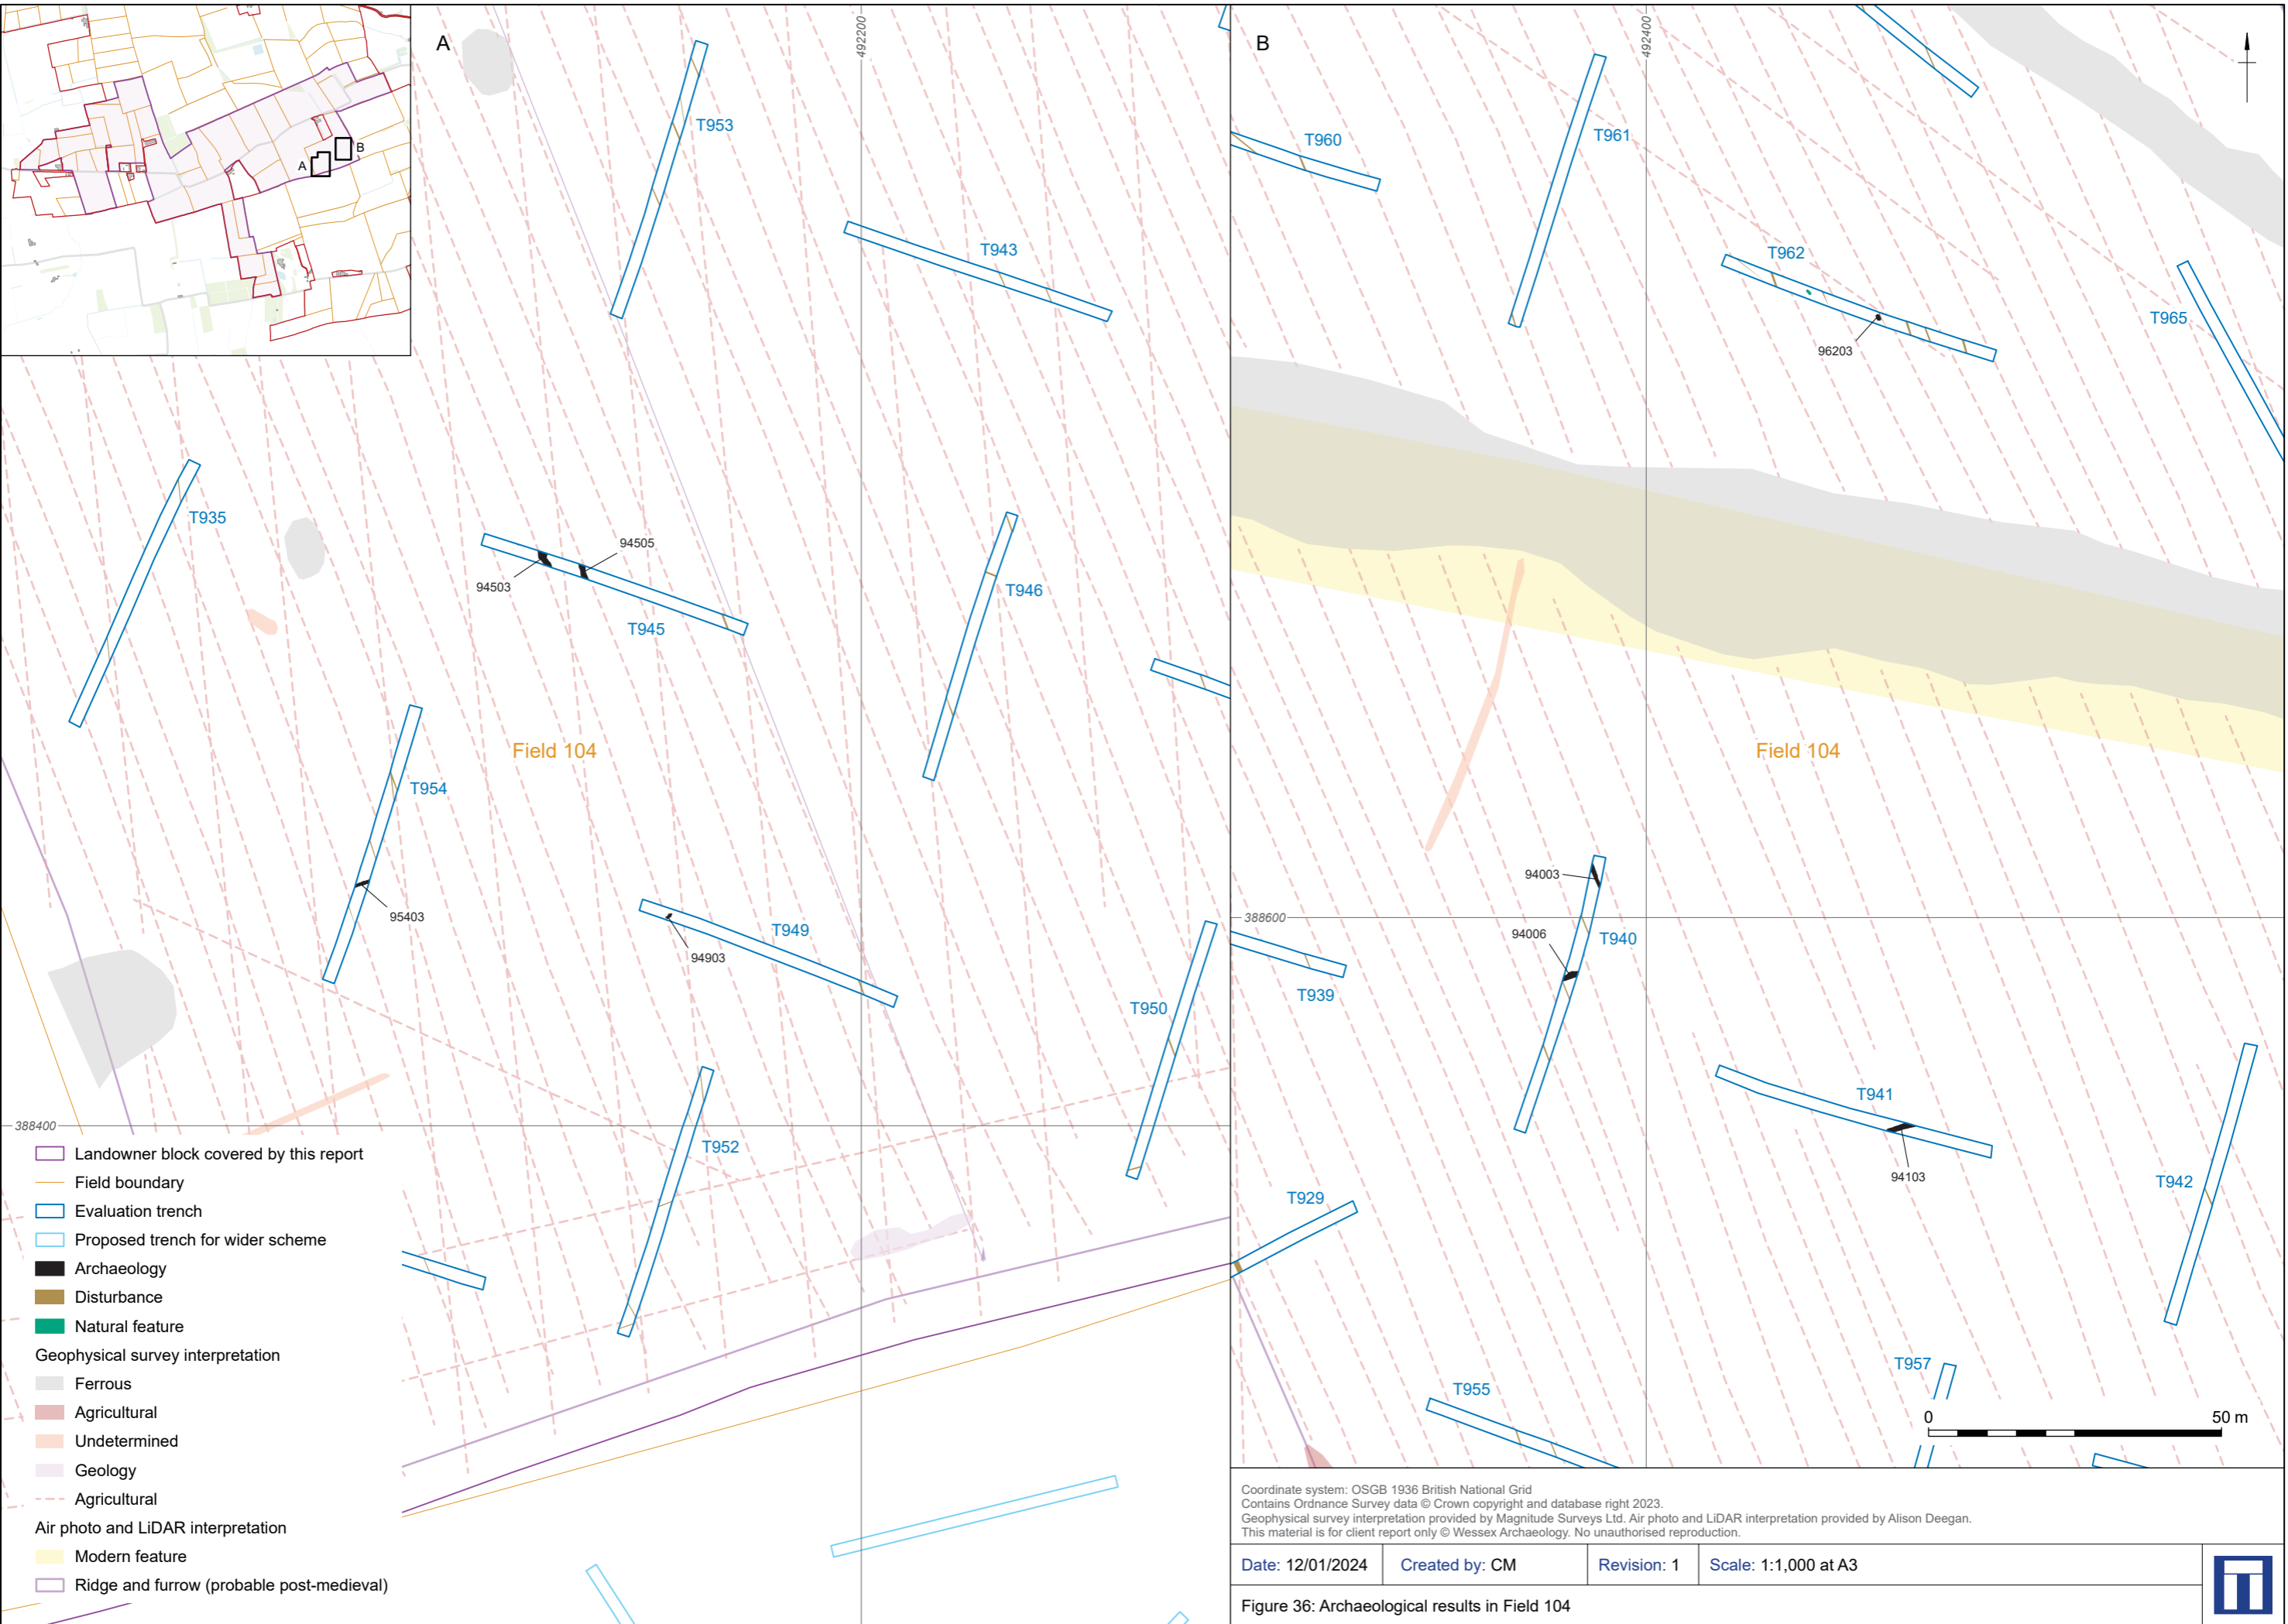 A
B
A
B
492200
492400
T953
T943
T935
94505
94503
T945
T946
Field 104
T954
95403
T949
94903
T950
T952
388400
T960
T961
T962
96203
T965
Field 104
94003
388600
94006
T940
T939
T941
94103
T942
T929
T957
T955
0
50 m
Landowner block covered by this report
Field boundary
Evaluation trench
Proposed trench for wider scheme
Archaeology
Disturbance
Natural feature
Geophysical survey interpretation
Ferrous
Agricultural
Undetermined
Geology
Agricultural
Air photo and LiDAR interpretation
Modern feature
Ridge and furrow (probable post-medieval)
Coordinate system: OSGB 1936 British National Grid
Contains Ordnance Survey data © Crown copyright and database right 2023.
Geophysical survey interpretation provided by Magnitude Surveys Ltd. Air photo and LiDAR interpretation provided by Alison Deegan.
This material is for client report only © Wessex Archaeology. No unauthorised reproduction.
Date: 12/01/2024 Created by: CM Revision: 1 Scale: 1:1,000 at A3
Figure 36: Archaeological results in Field 104